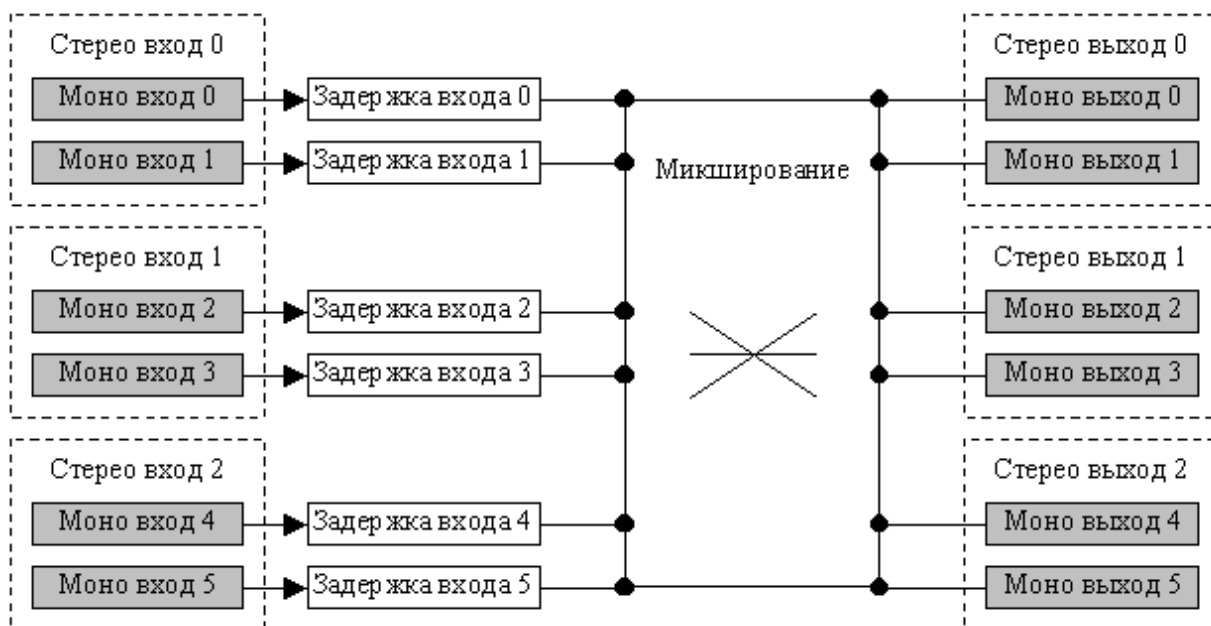 Стерео вход 0
Моно вход 0
Задержка входа 0
Моно вход 1
Задержка входа 1
Стерео вход 1
Моно вход 2
Задержка входа 2
Моно вход 3
Задержка входа 3
Стерео вход 2
Моно вход 4
Задержка входа 4
Моно вход 5
Задержка входа 5
Микширование
Стерео выход 0
Моно выход 0
Моно выход 1
Стерео выход 1
Моно выход 2
Моно выход 3
Стерео выход 2
Моно выход 4
Моно выход 5